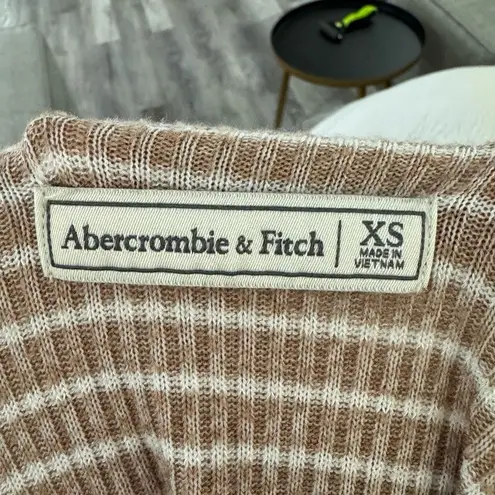 Abercrombie & Fitch | XS
MADE IN
VIETNAM